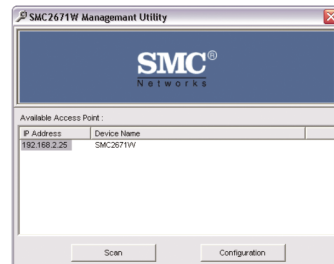 SMC2671W Managemant Utility
SMC®
Networks
Available Access Point :
IP Address Device Name
192.168.2.25 SMC2671W
Scan Configuration